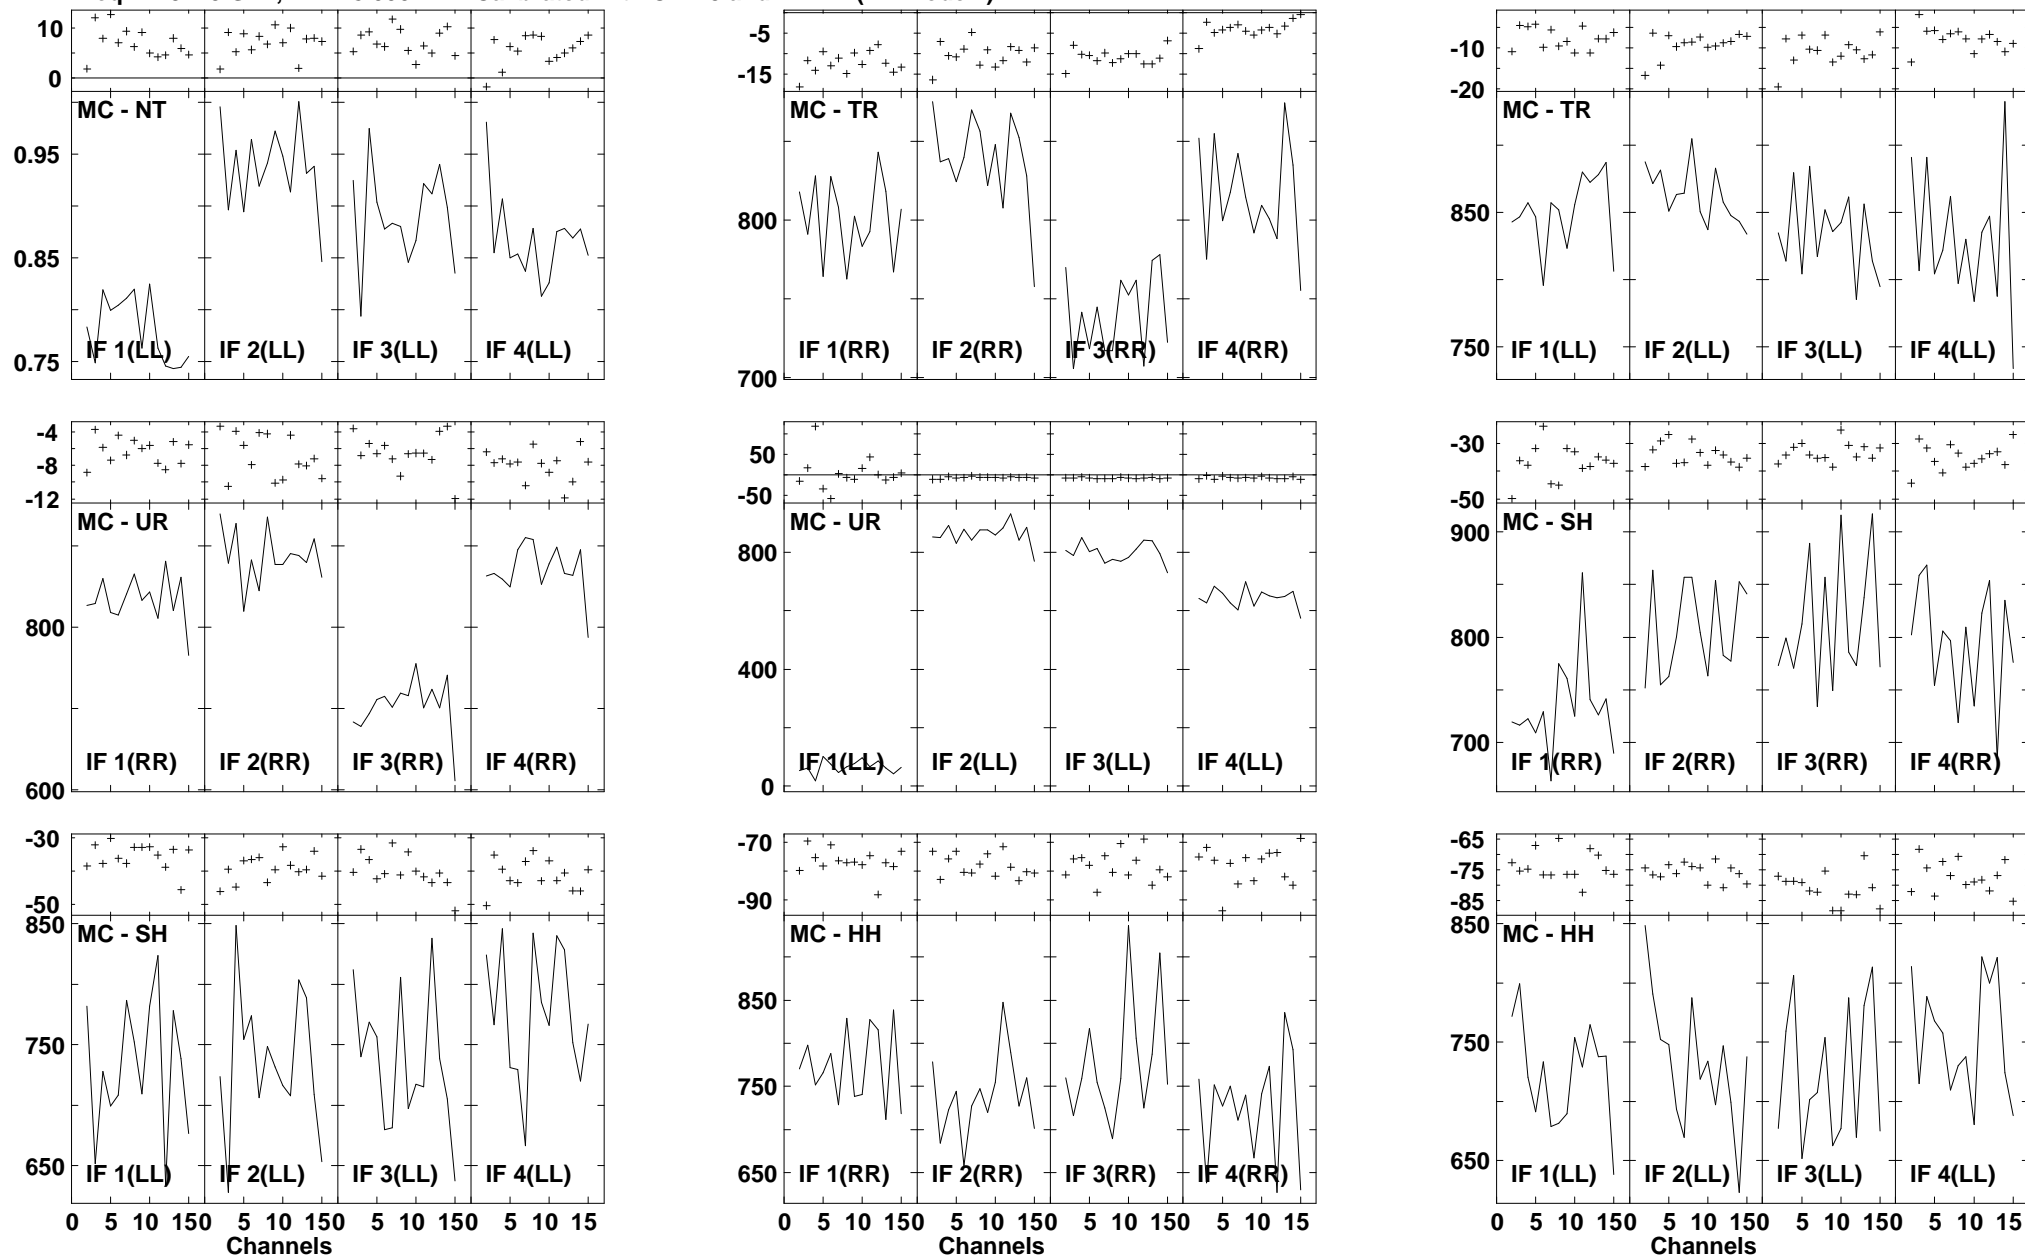 10 0 -5 -15 -10 -20
MC - NT MC - TR MC - TR
0.95 0.85 0.75 800 700 850 750
IF 1(LL) IF 2(LL) IF 3(LL) IF 4(LL) IF 1(RR) IF 2(RR) IF 3(RR) IF 4(RR) IF 1(LL) IF 2(LL) IF 3(LL) IF 4(LL)
-4 -8 -12 50 -50 -30 -50
MC - UR MC - UR MC - SH
800 600 800 400 0 900 800 700
IF 1(RR) IF 2(RR) IF 3(RR) IF 4(RR) IF 1(LL) IF 2(LL) IF 3(LL) IF 4(LL) IF 1(RR) IF 2(RR) IF 3(RR) IF 4(RR)
-30 -50 -70 -90 -65 -75 -85
MC - SH MC - HH MC - HH
850 750 650 850 750 650 850 750 650
IF 1(LL) IF 2(LL) IF 3(LL) IF 4(LL) IF 1(RR) IF 2(RR) IF 3(RR) IF 4(RR) IF 1(LL) IF 2(LL) IF 3(LL) IF 4(LL)
0 5 10 150 5 10 150 5 10 150 5 10 15 0 5 10 150 5 10 150 5 10 150 5 10 15 0 5 10 150 5 10 150 5 10 150 5 10 15
Channels Channels Channels